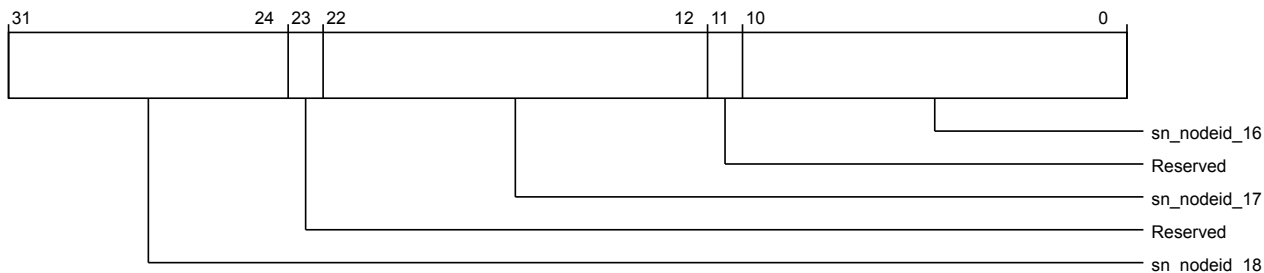 31 24 23 22 12 11 10 0
sn_nodeid_16
Reserved
sn_nodeid_17
Reserved
sn_nodeid_18